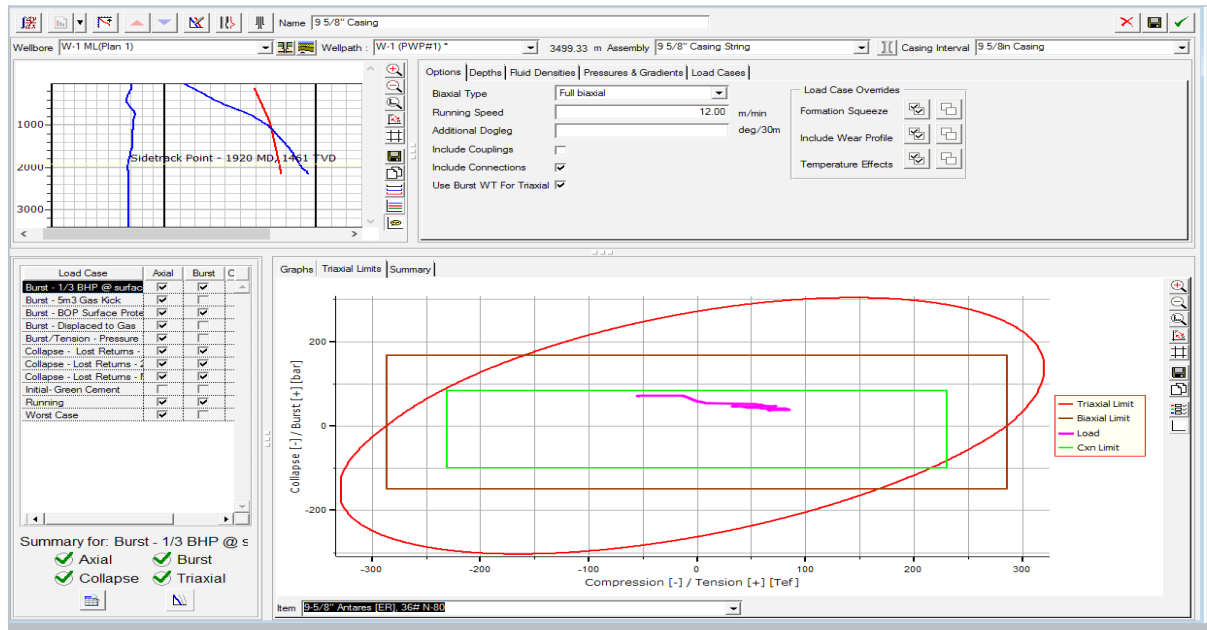 Name 9 5/8" Casing
Wellbore W-1 ML(Plan 1) Wellpath : W-1 (PWP#1) * 3499.33 m Assembly 9 5/8" Casing String Casing Interval 9 5/8in Casing
1000
2000
3000
Sidetrack Point - 1920 MD, 1461 TVD
Options Depths Fluid Densities Pressures & Gradients Load Cases
Biaxial Type Full biaxial
Running Speed 12.00 m/min
Additional Dogleg deg/30m
Include Couplings
Include Connections
Use Burst WT For Triaxial
Load Case Overrides
Formation Squeeze
Include Wear Profile
Temperature Effects
Load Case Axial Burst C
Burst - 1/3 BHP @ surfac
Burst - 5m3 Gas Kick
Burst - BOP Surface Prote
Burst - Displaced to Gas
Burst/Tension - Pressure
Collapse - Lost Returns -
Collapse - Lost Returns - 2
Collapse - Lost Returns -
Initial- Green Cement
Running
Worst Case
Summary for: Burst - 1/3 BHP @ s
Axial Burst
Collapse Triaxial
Graphs Triaxial Limits Summary
Collapse [-] / Burst [+] [bar]
200
0
-200
-300 -200 -100 0 100 200 300
Compression [-] / Tension [+] [Tef]
Triaxial Limit
Biaxial Limit
Load
Cxn Limit
Item 9-5/8" Antares [ER], 36# N-80